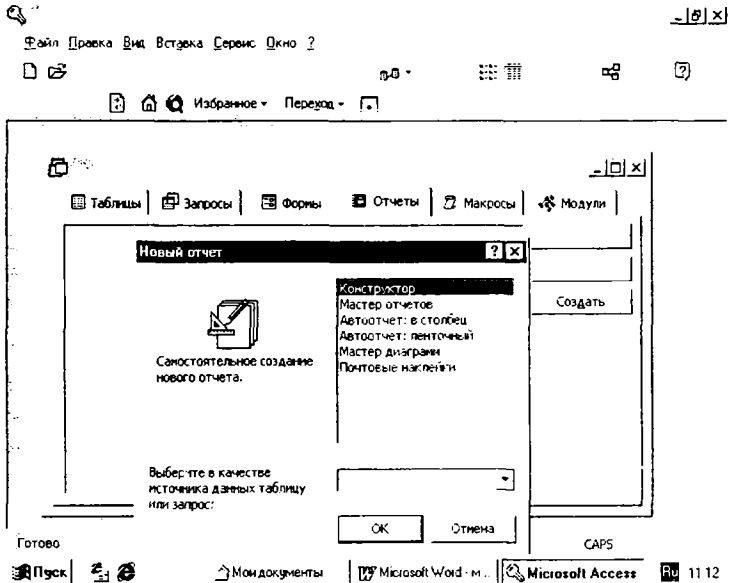 Файл Правка Вид Вставка Сервис Окно ?
Избранное Переход
Таблицы Запросы Формы Отчеты Макросы Модули
Новый отчет
Конструктор
Мастер отчетов
Автоотчет: в столбец
Автоотчет: ленточный
Мастер диаграмм
Почтовые наклейки
Создать
Самостоятельное создание
нового отчета.
Выберите в качестве
источника данных таблицу
или запрос:
OK Отмена
Готово CAPS
Пуск Мои документы Microsoft Word - м... Microsoft Access Ru 11 12